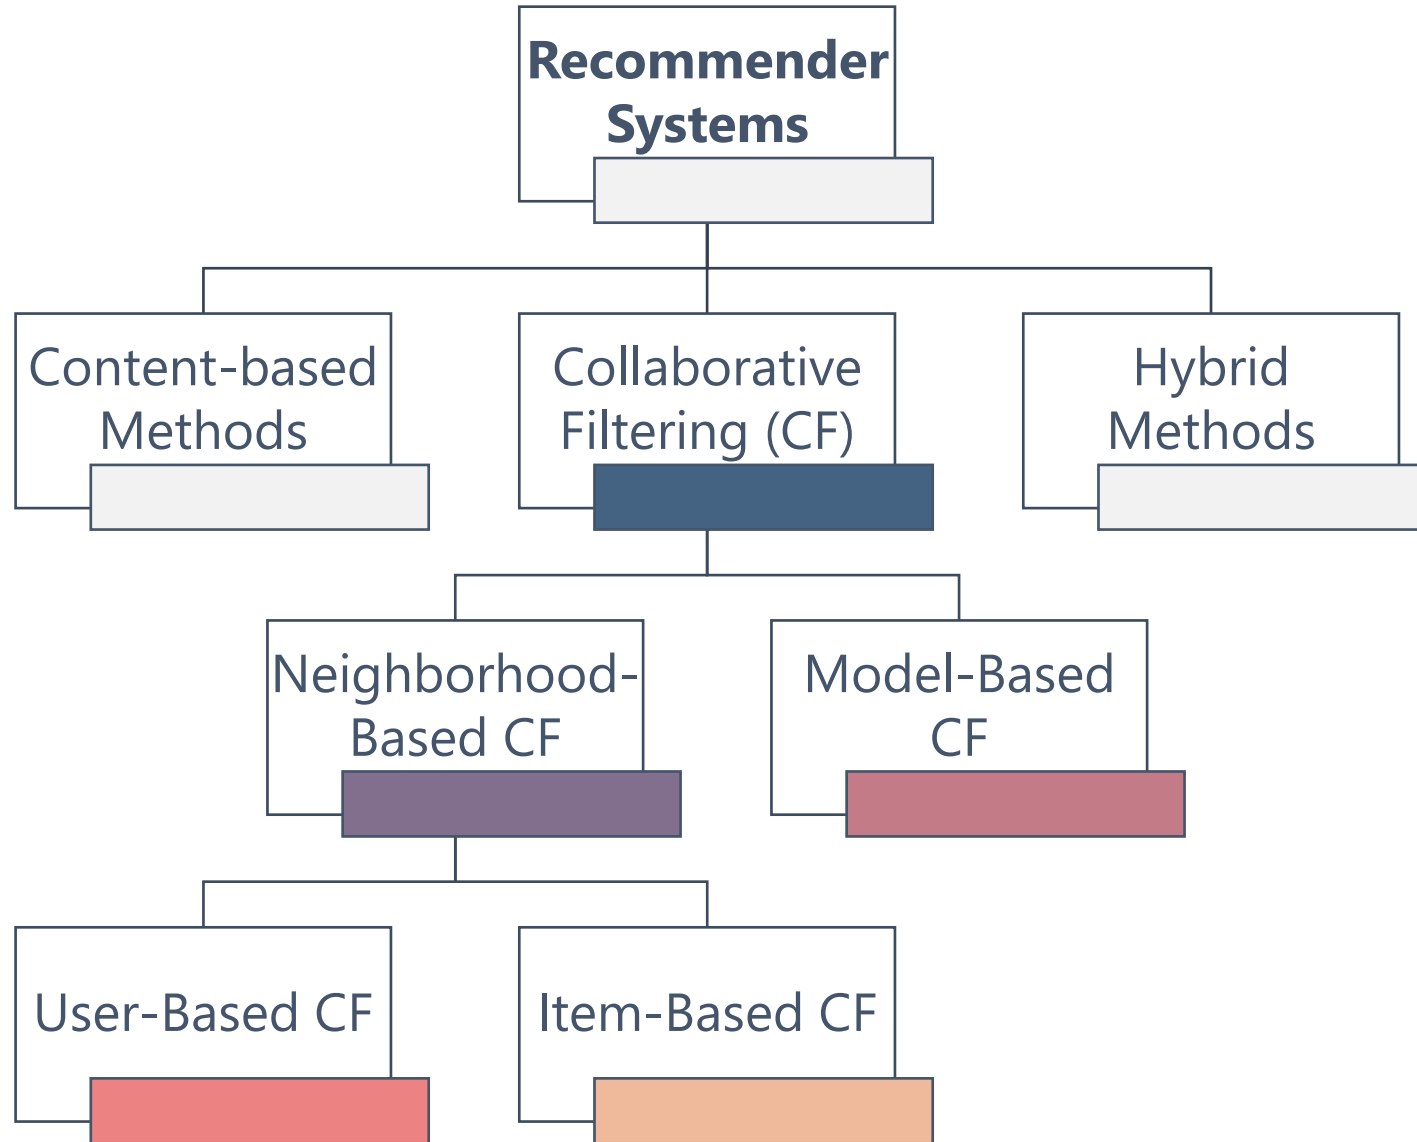 Recommender
Systems
Content-based
Methods
Collaborative
Filtering (CF)
Hybrid
Methods
Neighborhood-
Based CF
Model-Based
CF
User-Based CF
Item-Based CF